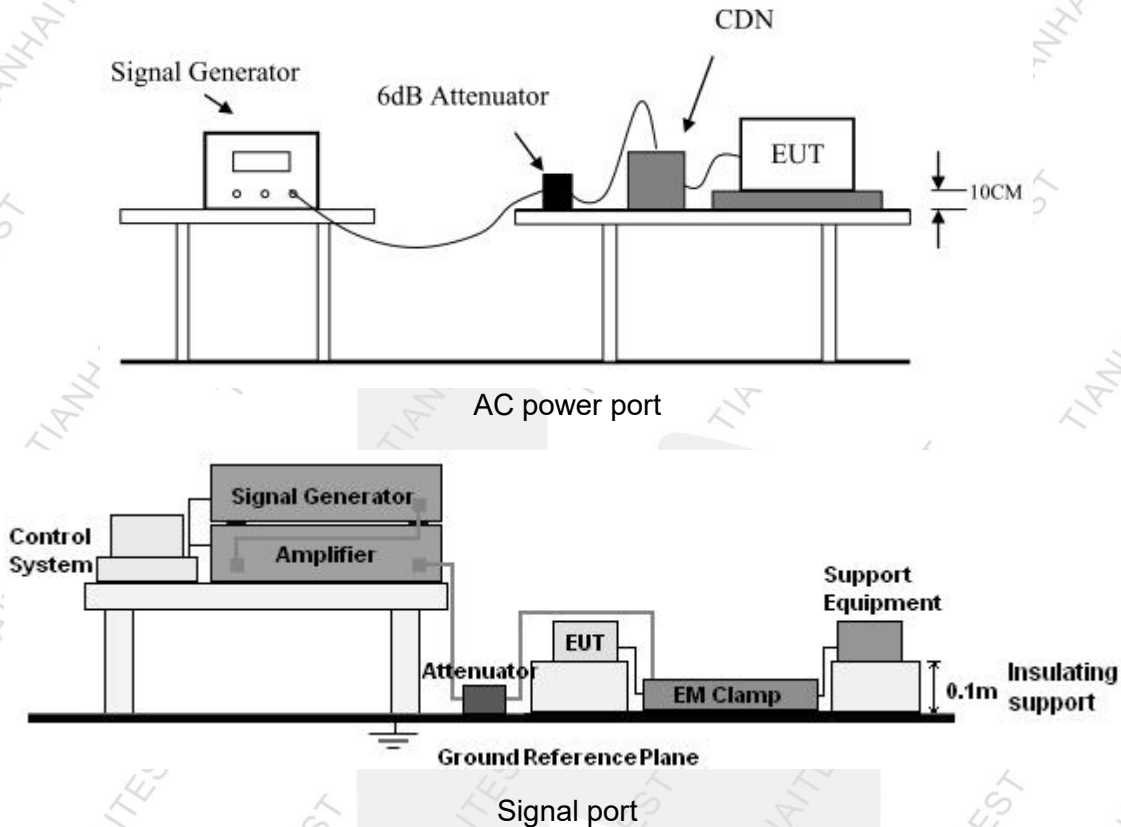 CDN
Signal Generator
6dB Attenuator
EUT
10CM
AC power port
Signal Generator
Control
System
Amplifier
Support
Equipment
EUT
Attenuator
EM Clamp
0.1m
Insulating
support
Ground Reference Plane
Signal port